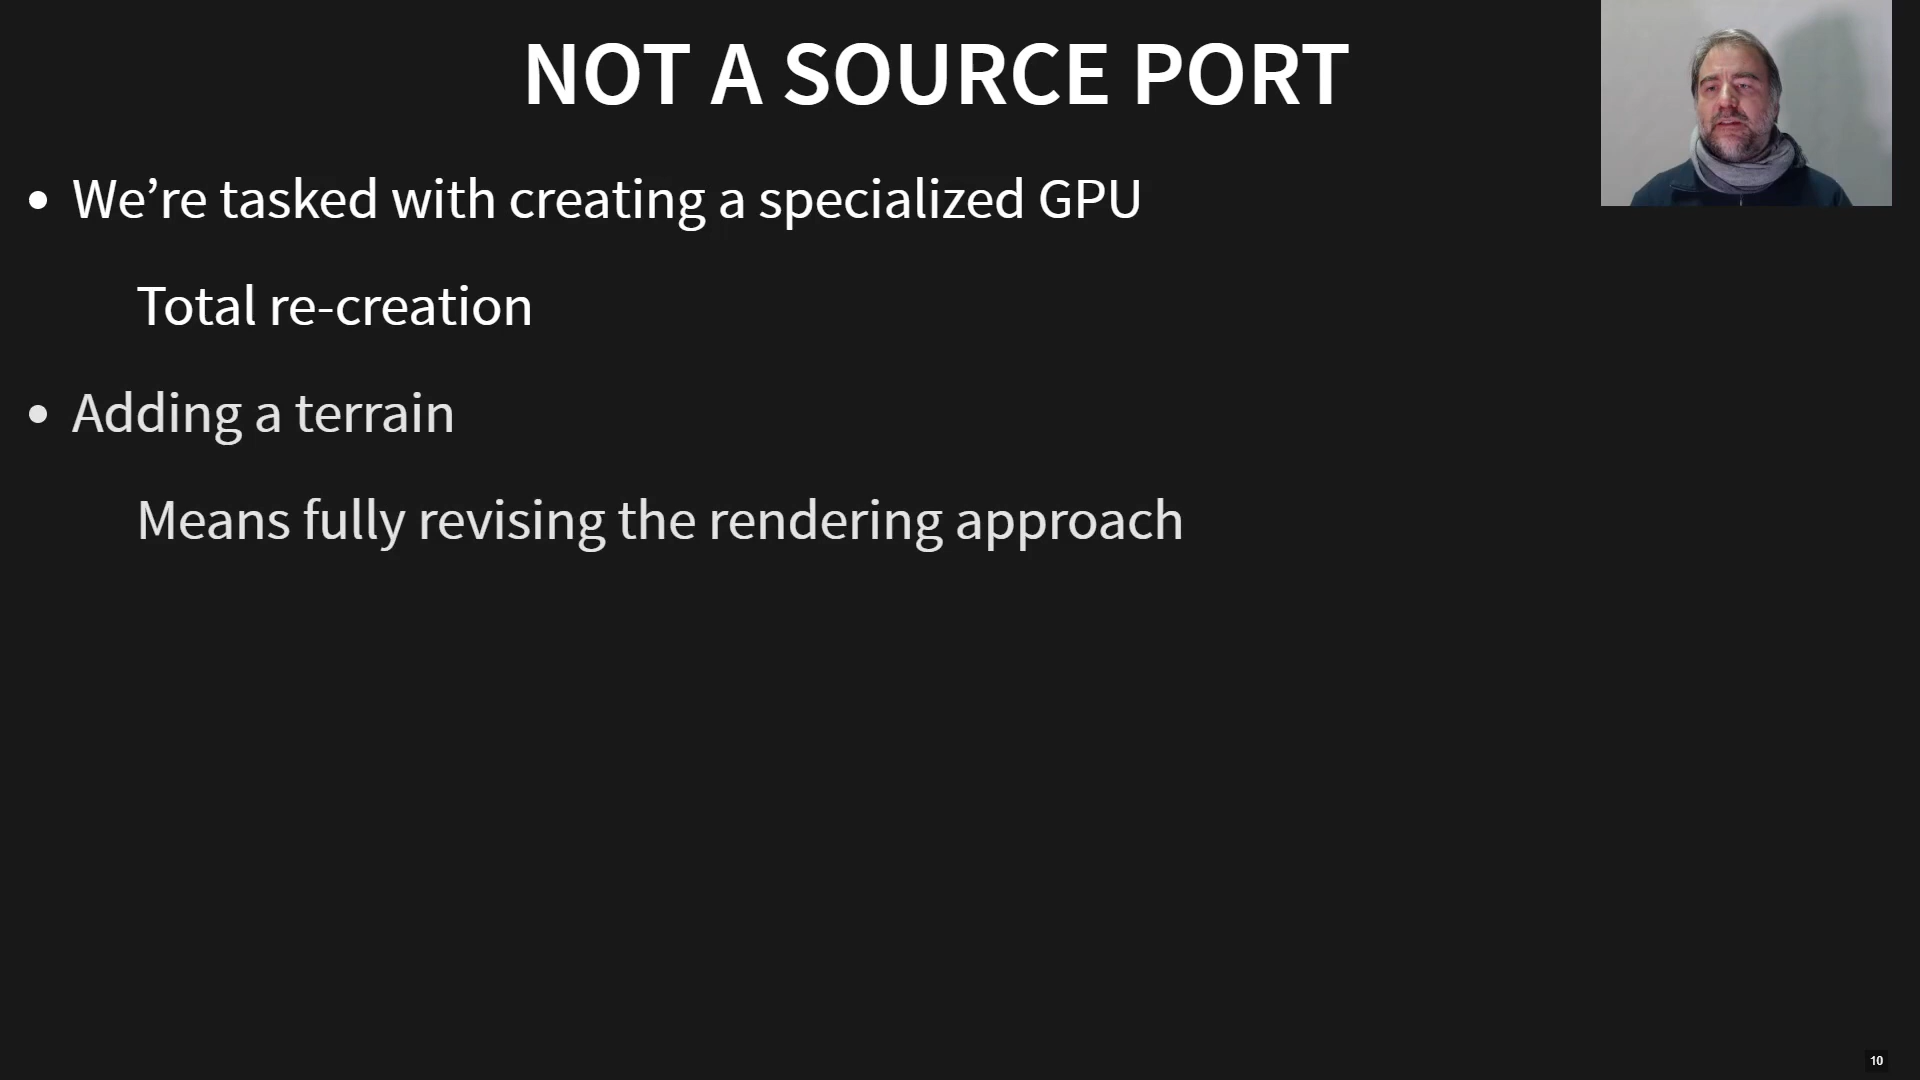 NOT A SOURCE PORT
• We’re tasked with creating a specialized GPU
Total re-creation
• Adding a terrain
Means fully revising the rendering approach
10